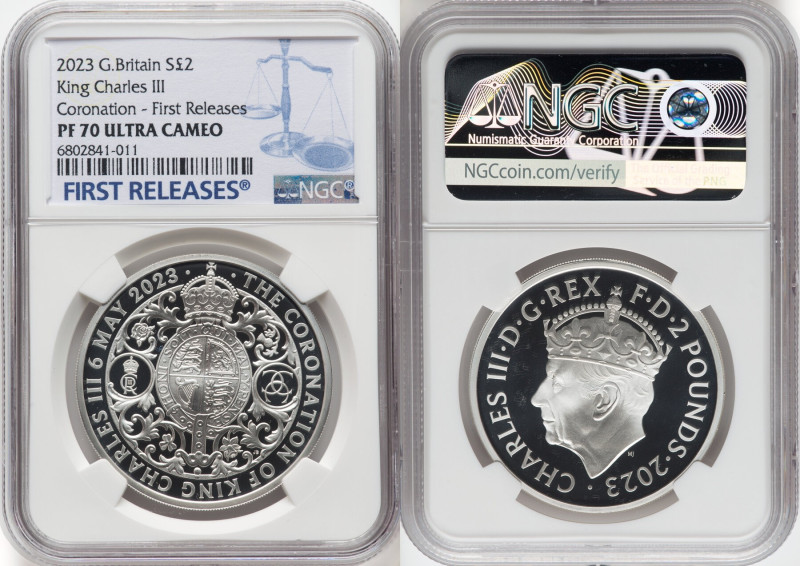 2023 G.Britain S£2
King Charles III
Coronation - First Releases
PF 70 ULTRA CAMEO
6802841-011
FIRST RELEASES®
NGC®
THE CORONATION OF KING CHARLES III 6 MAY 2023
NGC
Numismatic Guaranty Corporation
NGCcoin.com/verify
CHARLES III·D·G·REX F·D·2 POUNDS·2023